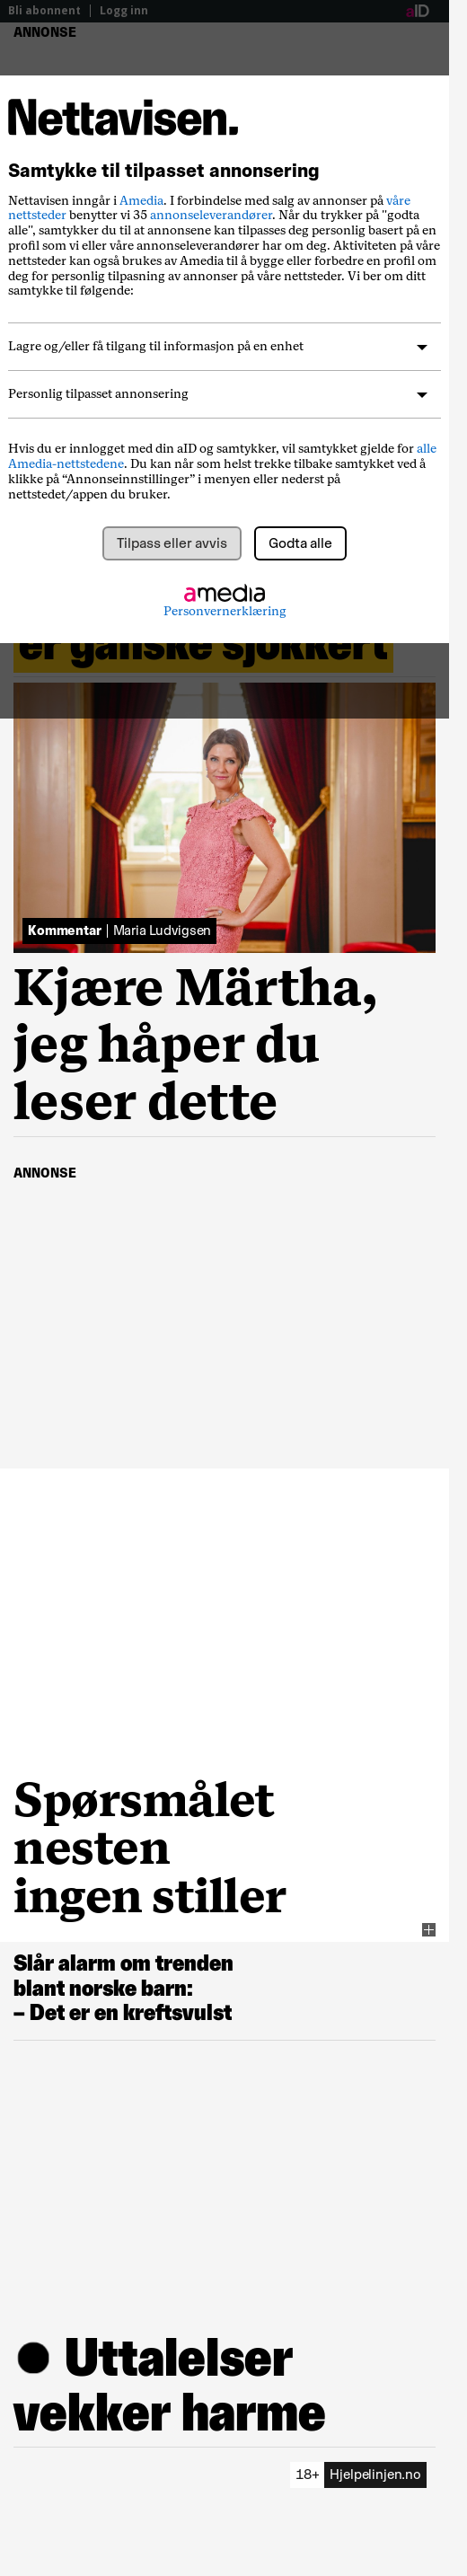 Bli abonnent | Logg inn
aID
ANNONSE
Nettavisen.
Samtykke til tilpasset annonsering
Nettavisen inngår i Amedia. I forbindelse med salg av annonser på våre
nettsteder benytter vi 35 annonseleverandører. Når du trykker på "godta
alle", samtykker du til at annonsene kan tilpasses deg personlig basert på en
profil som vi eller våre annonseleverandører har om deg. Aktiviteten på våre
nettsteder kan også brukes av Amedia til å bygge eller forbedre en profil om
deg for personlig tilpasning av annonser på våre nettsteder. Vi ber om ditt
samtykke til følgende:
Lagre og/eller få tilgang til informasjon på en enhet
Personlig tilpasset annonsering
Hvis du er innlogget med din aID og samtykker, vil samtykket gjelde for alle
Amedia-nettstedene. Du kan når som helst trekke tilbake samtykket ved å
klikke på “Annonseinnstillinger” i menyen eller nederst på
nettstedet/appen du bruker.
Tilpass eller avvis
Godta alle
amedia
Personvernerklæring
er ganske sjokkert
Kommentar | Maria Ludvigsen
Kjære Märtha,
jeg håper du
leser dette
ANNONSE
Spørsmålet
nesten
ingen stiller
Slår alarm om trenden
blant norske barn:
– Det er en kreftsvulst
● Uttalelser
vekker harme
18+ Hjelpelinjen.no